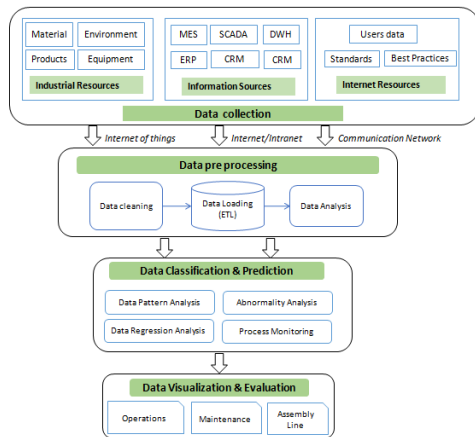 Material
Environment
Products
Equipment
Industrial Resources
MES
SCADA
DWH
ERP
CRM
CRM
Information Sources
Users data
Standards
Best Practices
Internet Resources
Data collection
Internet of things
Internet/Intranet
Communication Network
Data pre processing
Data cleaning
Data Loading
(ETL)
Data Analysis
Data Classification & Prediction
Data Pattern Analysis
Abnormality Analysis
Data Regression Analysis
Process Monitoring
Data Visualization & Evaluation
Operations
Maintenance
Assembly
Line